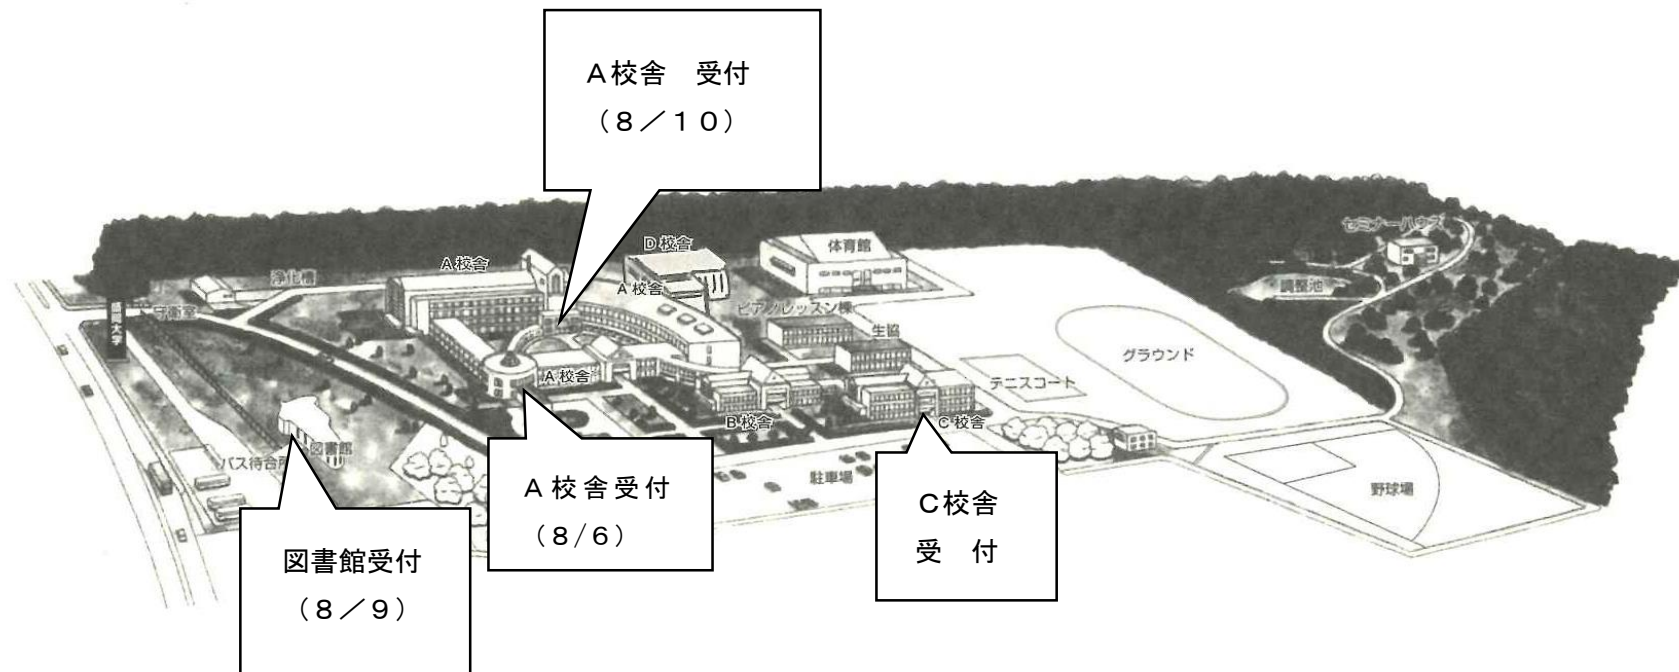 A校舎　受付
（８／１０）
セミナーハウス
D校舎
体育館
A校舎
浄化槽
調整池
A校舎
守衛室
ピアノレッスン棟
生協
大学
グラウンド
A校舎
テニスコート
B校舎
C校舎
図書館
バス待合所
駐車場
A校舎受付
（８/６）
C校舎
受　付
野球場
図書館受付
（８／９）